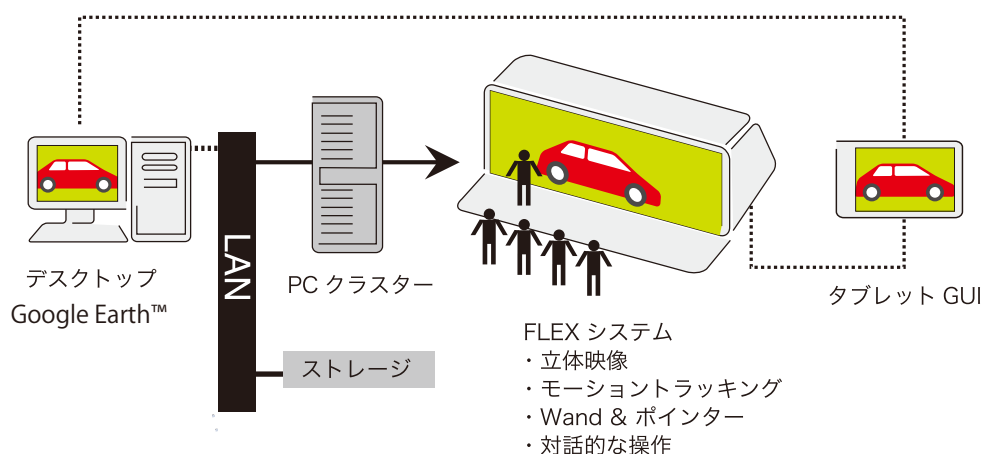 デスクトップ
Google Earth™
LAN
PC クラスター
ストレージ
FLEX システム
・立体映像
・モーショントラッキング
・Wand & ポインター
・対話的な操作
タブレット GUI